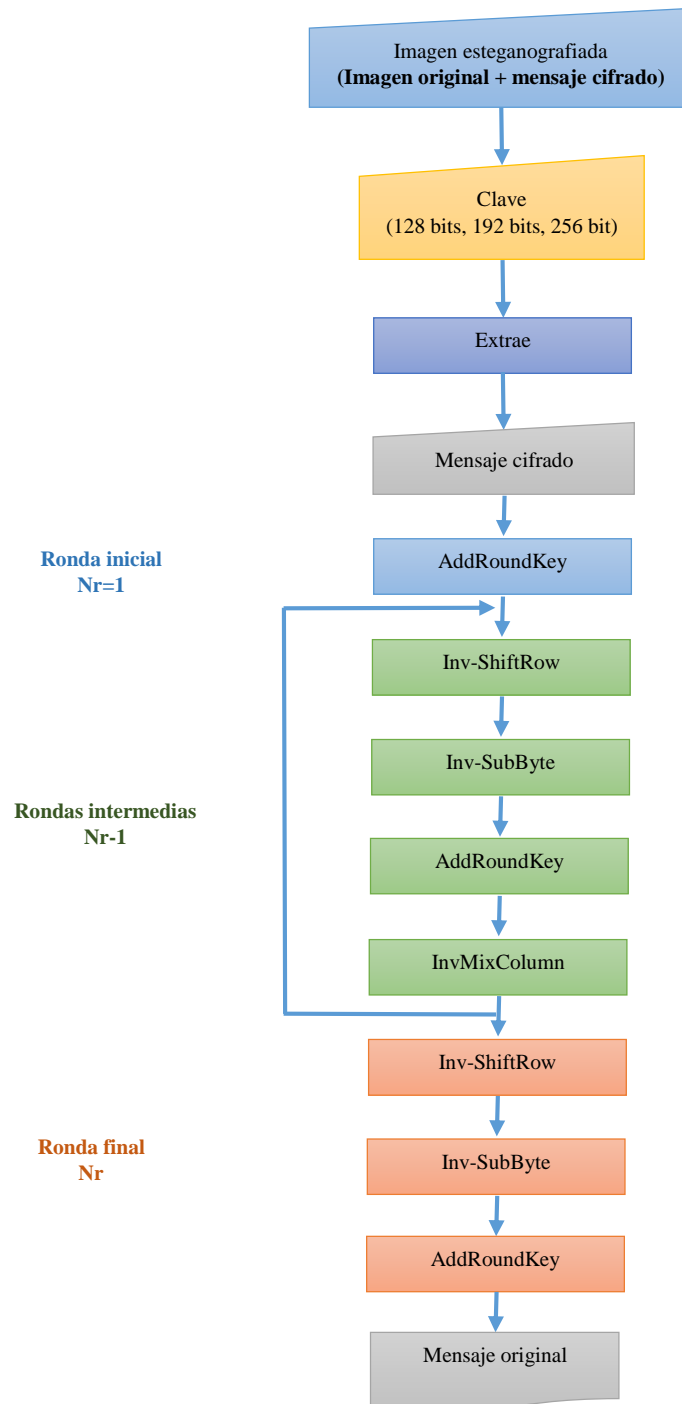 Imagen esteganografiada
(Imagen original + mensaje cifrado)
Clave
(128 bits, 192 bits, 256 bit)
Extrae
Mensaje cifrado
Ronda inicial
Nr=1
AddRoundKey
Inv-ShiftRow
Inv-SubByte
Rondas intermedias
Nr-1
AddRoundKey
InvMixColumn
Inv-ShiftRow
Ronda final
Nr
Inv-SubByte
AddRoundKey
Mensaje original